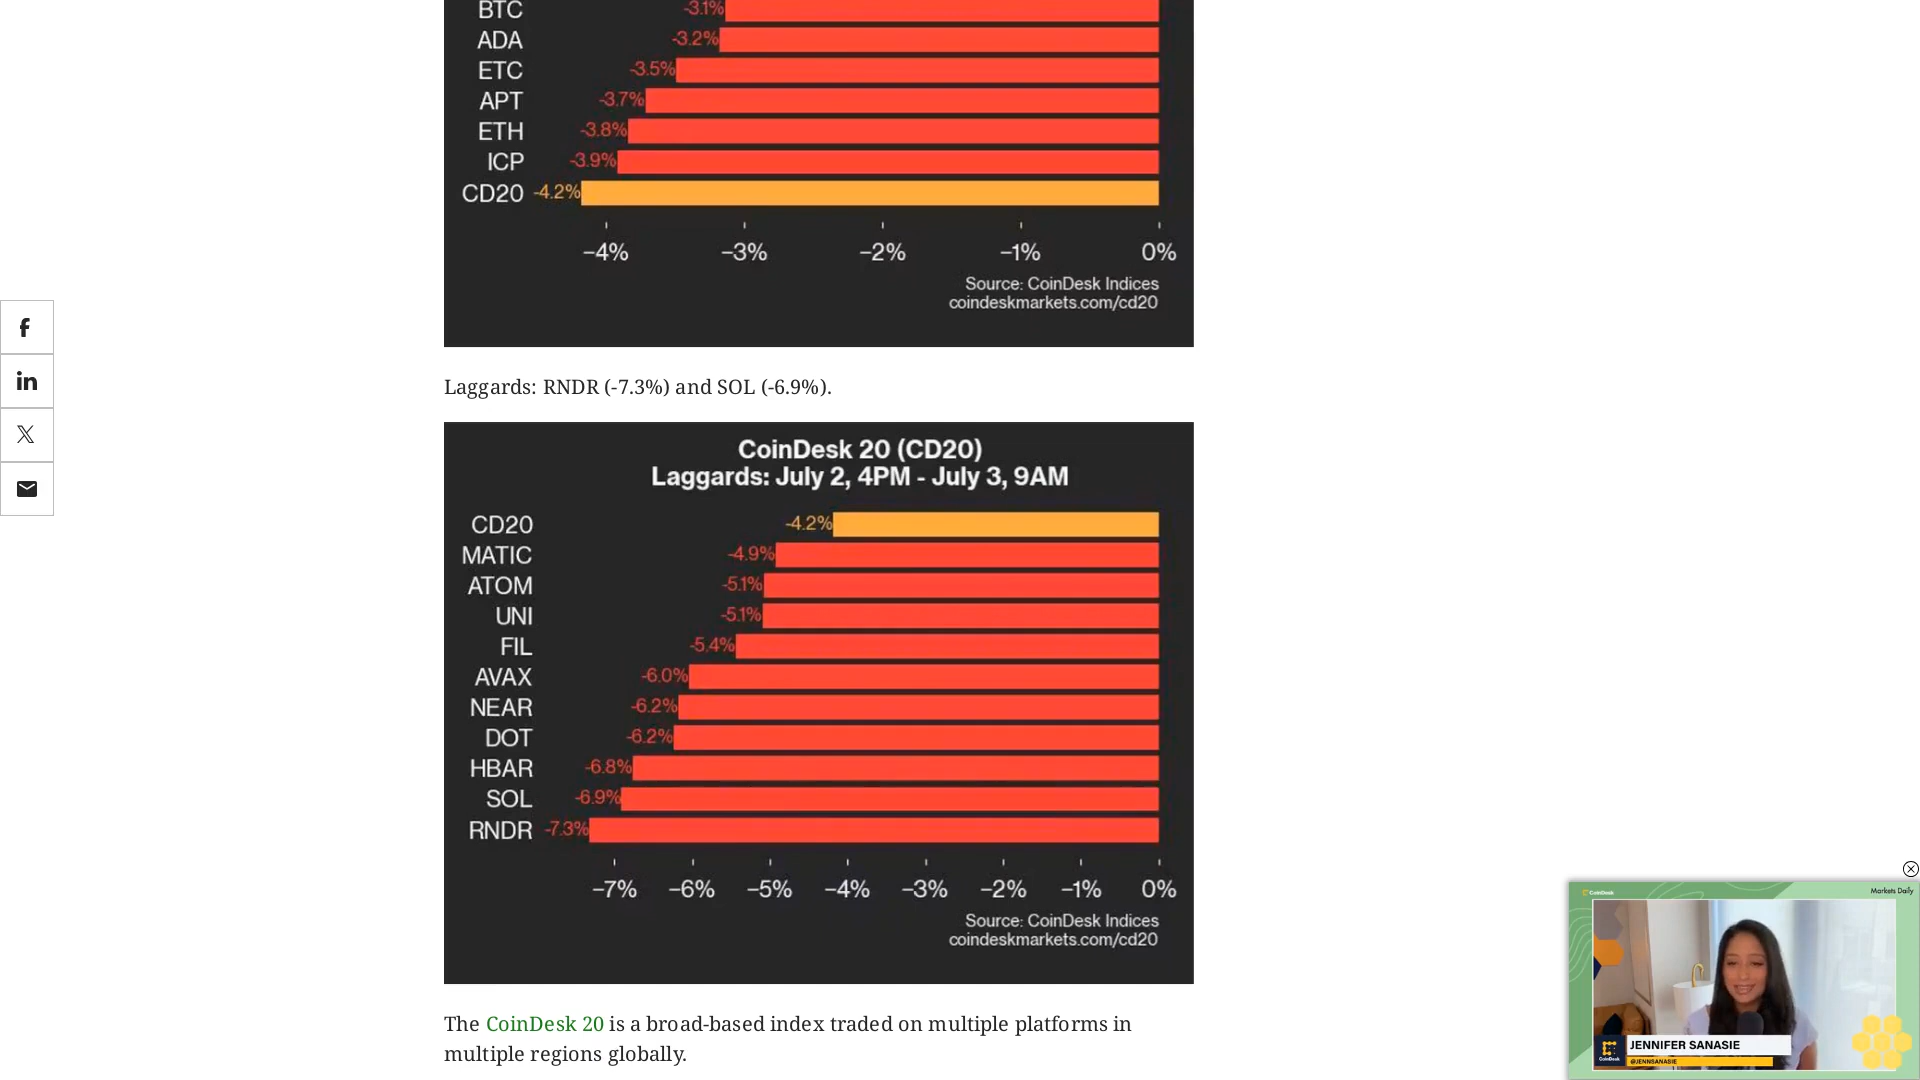 BTC -3.1%
ADA -3.2%
ETC -3.5%
APT -3.7%
ETH -3.8%
ICP -3.9%
CD20 -4.2%
−4% −3% −2% −1% 0%
Source: CoinDesk Indices
coindeskmarkets.com/cd20
Laggards: RNDR (-7.3%) and SOL (-6.9%).
CoinDesk 20 (CD20)
Laggards: July 2, 4PM - July 3, 9AM
CD20 -4.2%
MATIC -4.9%
ATOM -5.1%
UNI -5.1%
FIL -5.4%
AVAX -6.0%
NEAR -6.2%
DOT -6.2%
HBAR -6.8%
SOL -6.9%
RNDR -7.3%
−7% −6% −5% −4% −3% −2% −1% 0%
Source: CoinDesk Indices
coindeskmarkets.com/cd20
The CoinDesk 20 is a broad-based index traded on multiple platforms in
multiple regions globally.
CoinDesk
Markets Daily
JENNIFER SANASIE
@JENNSANASIE
CoinDesk